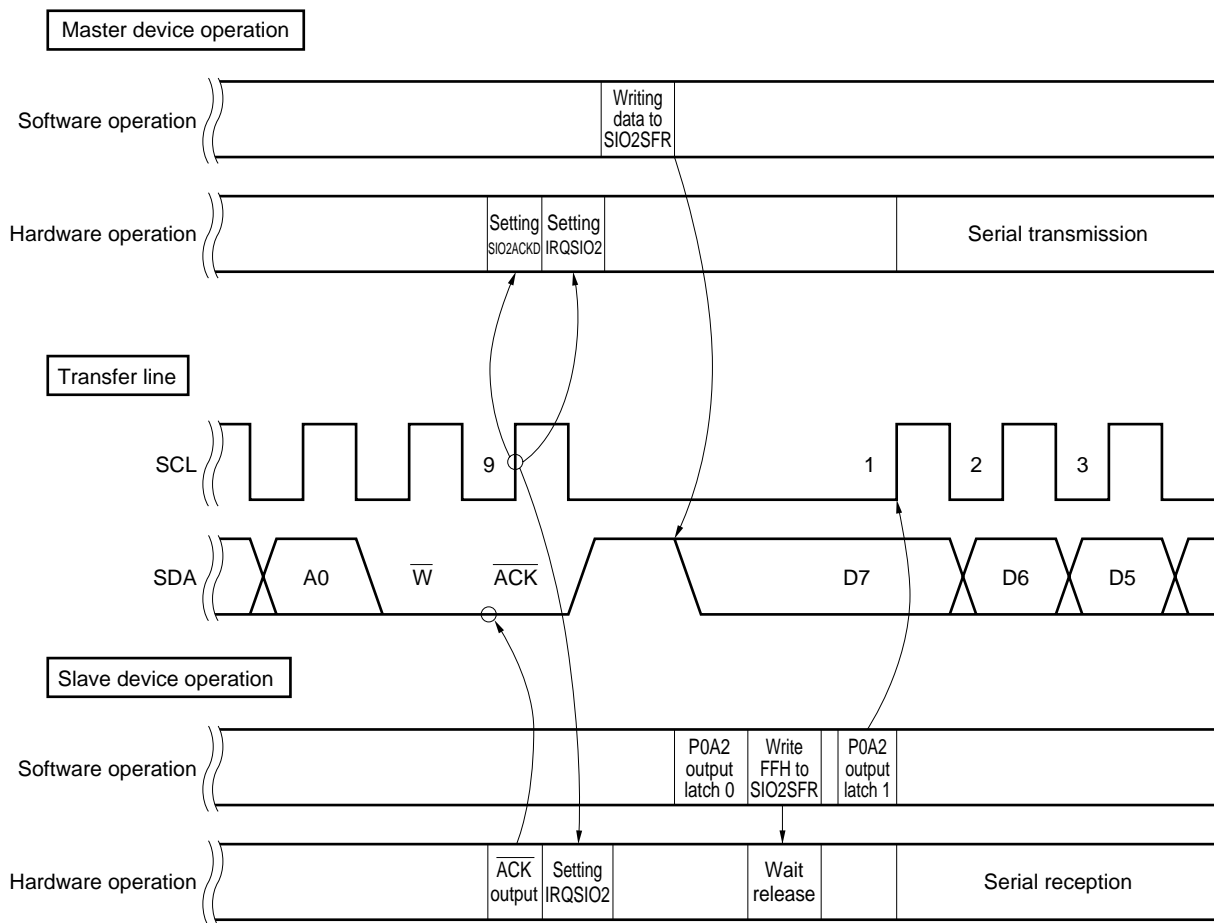 Master device operation
Software operation
Writing
data to
SIO2SFR
Hardware operation
Setting
SIO2ACKD
Setting
IRQSIO2
Serial transmission
Transfer line
SCL
9
1
2
3
SDA
A0
W
ACK
D7
D6
D5
Slave device operation
Software operation
P0A2
output
latch 0
Write
FFH to
SIO2SFR
P0A2
output
latch 1
Hardware operation
ACK
output
Setting
IRQSIO2
Wait
release
Serial reception